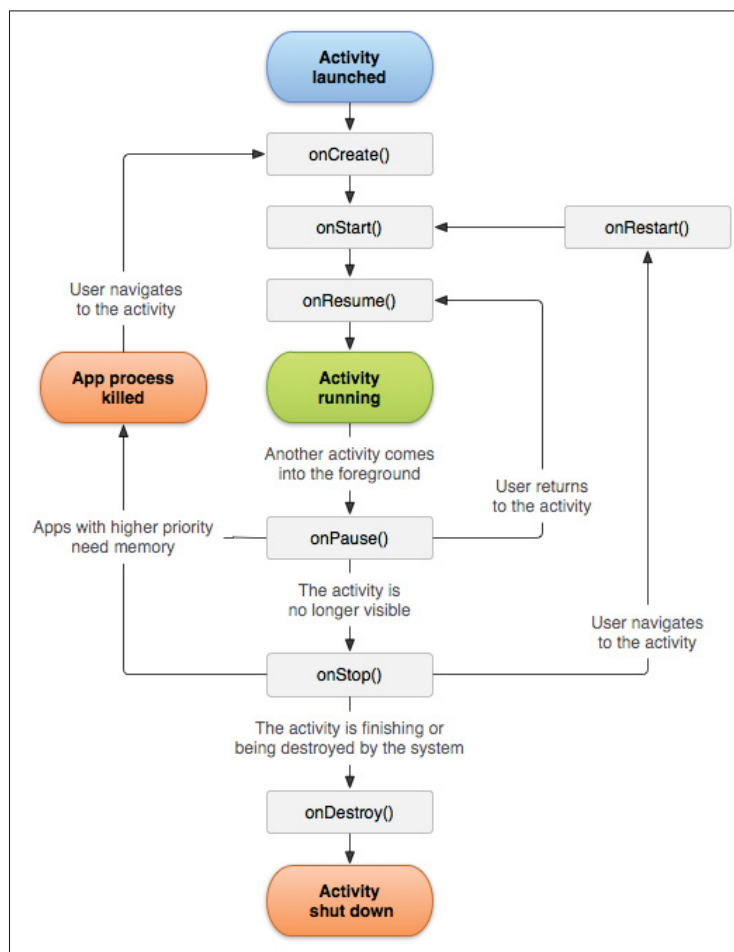 Activity
launched
onCreate()
onStart()
onRestart()
onResume()
User navigates
to the activity
App process
killed
Activity
running
Another activity comes
into the foreground
User returns
to the activity
Apps with higher priority
need memory
onPause()
The activity is
no longer visible
User navigates
to the activity
onStop()
The activity is finishing or
being destroyed by the system
onDestroy()
Activity
shut down